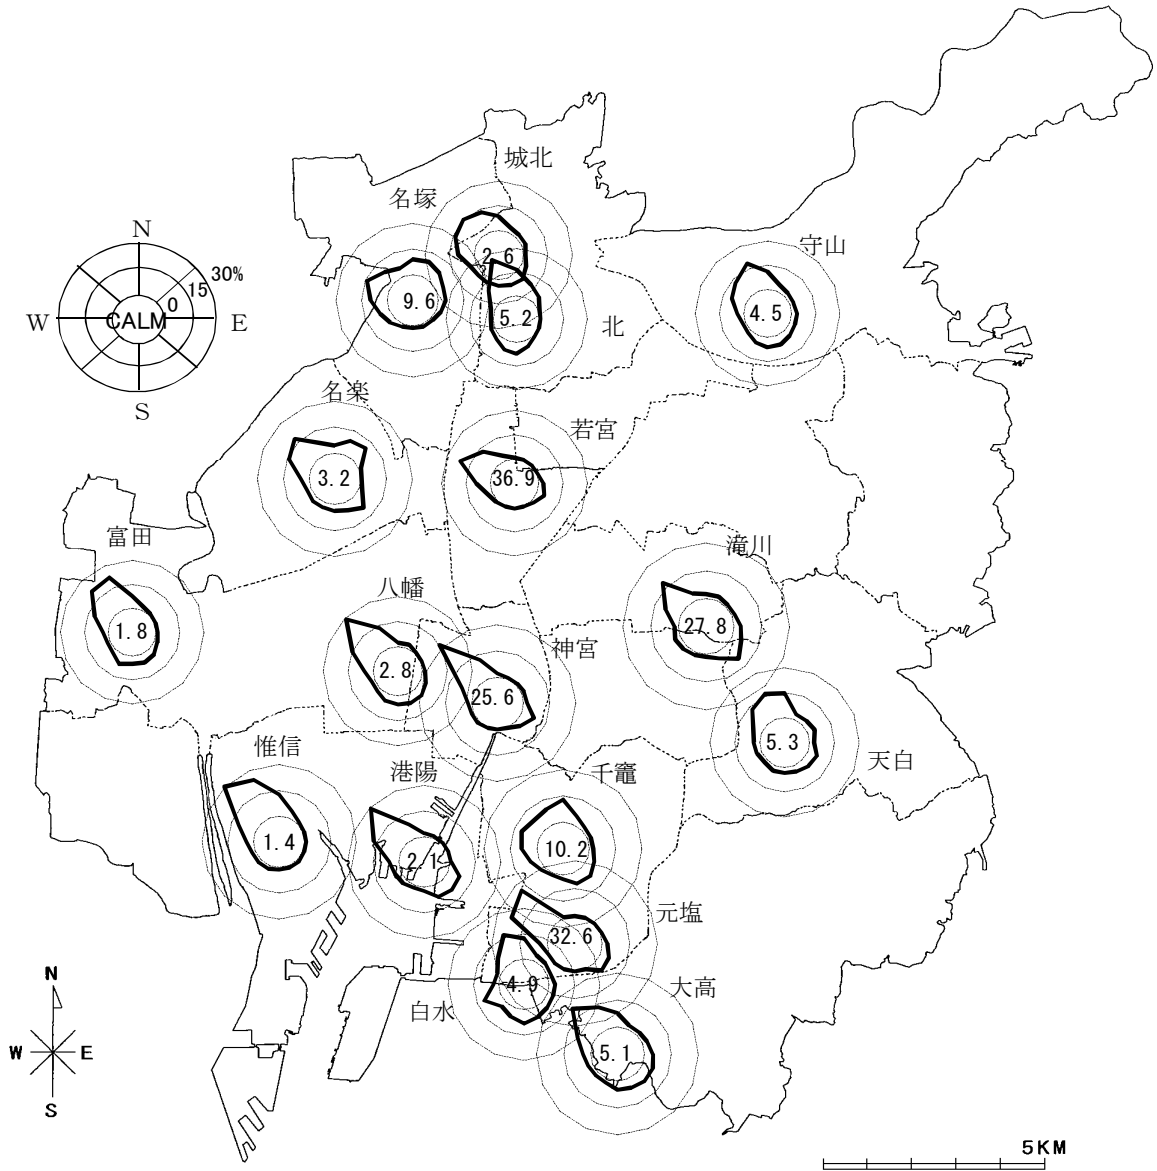 城北
名塚
2.6
守山
N
30%
15
0
W
CALM
E
S
9.6
5.2
4.5
北
名楽
若宮
3.2
36.9
富田
滝川
八幡
1.8
27.8
神宮
2.8
25.6
惟信
港陽
5.3
天白
千竈
1.4
2.1
10.2
元塩
32.6
4.9
大高
白水
5.1
N
W
E
S
5KM